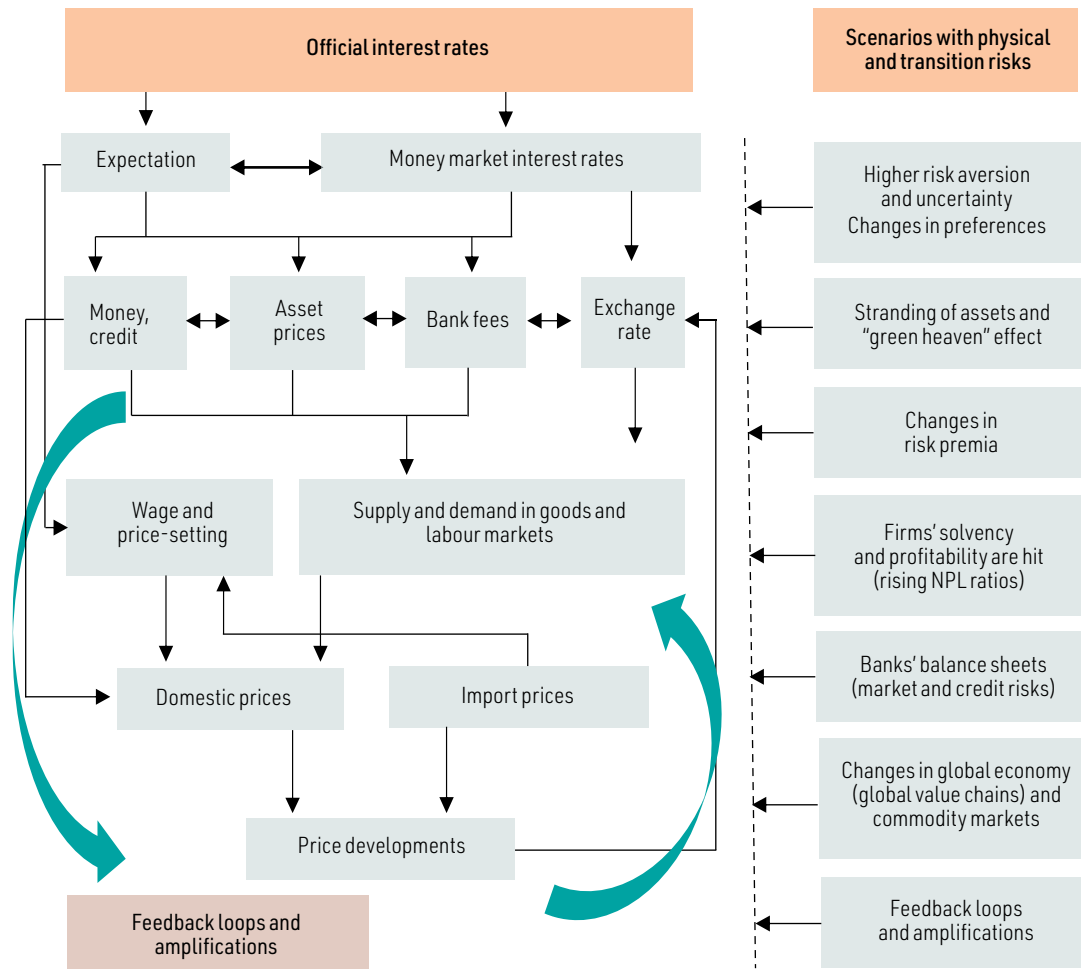 Official interest rates
Scenarios with physical
and transition risks
Expectation
Money market interest rates
Higher risk aversion
and uncertainty
Changes in preferences
Money,
credit
Asset
prices
Bank fees
Exchange
rate
Stranding of assets and
“green heaven” effect
Changes in
risk premia
Wage and
price-setting
Supply and demand in goods and
labour markets
Firms’ solvency
and profitability are hit
(rising NPL ratios)
Domestic prices
Import prices
Banks’ balance sheets
(market and credit risks)
Changes in global economy
(global value chains) and
commodity markets
Price developments
Feedback loops and
amplifications
Feedback loops
and amplifications